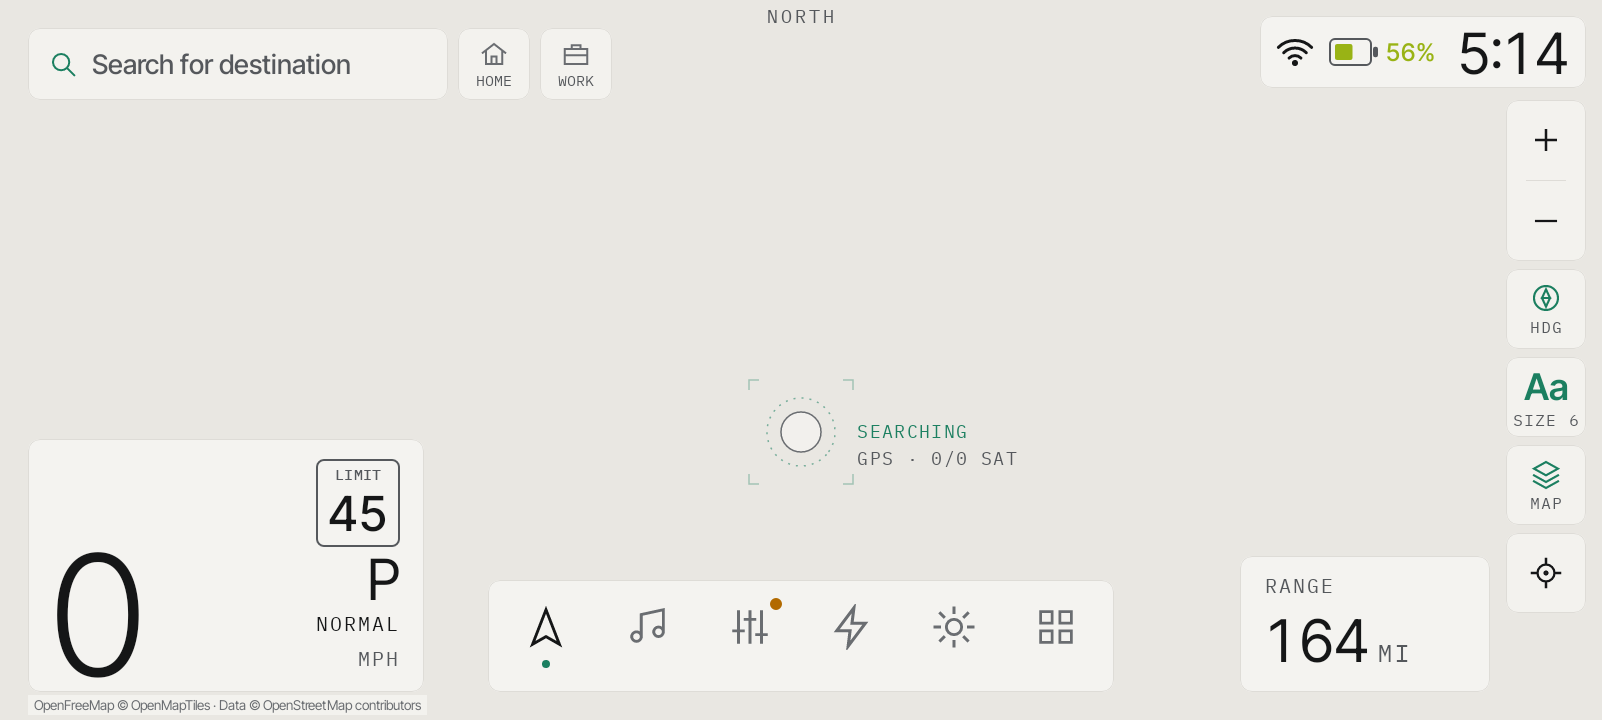 NORTH
Search for destination
HOME
WORK
56%
5:14
HDG
Aa
SIZE 6
MAP
SEARCHING
GPS · 0/0 SAT
LIMIT
45
0
P
NORMAL
MPH
RANGE
164 MI
OpenFreeMap © OpenMapTiles · Data © OpenStreetMap contributors